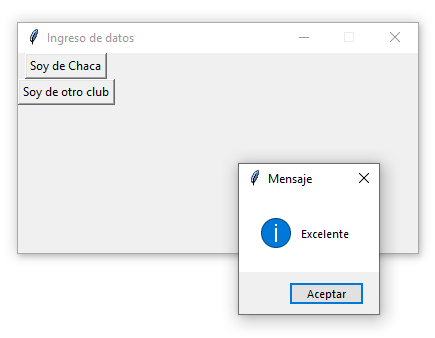 Ingreso de datos
Soy de Chaca
Soy de otro club
Mensaje
Excelente
Aceptar